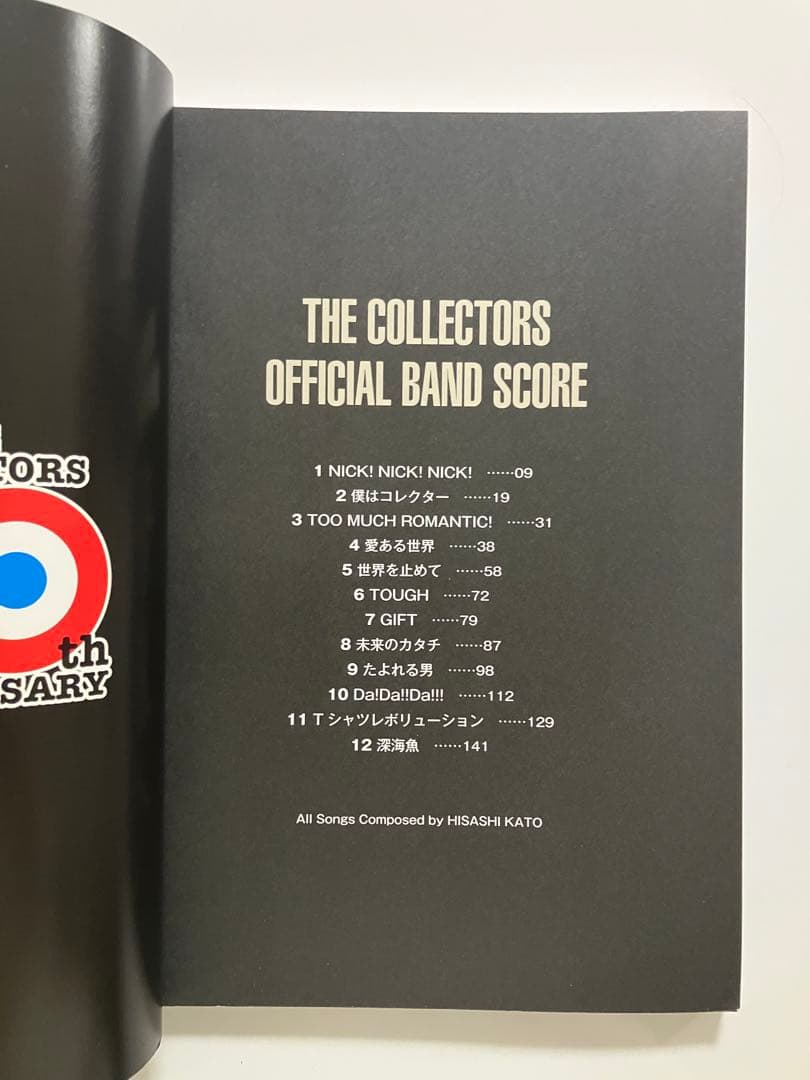 TORS
th
SARY
THE COLLECTORS
OFFICIAL BAND SCORE
1 NICK! NICK! NICK! ……09
2 僕はコレクター ……19
3 TOO MUCH ROMANTIC! ……31
4 愛ある世界 ……38
5 世界を止めて ……58
6 TOUGH ……72
7 GIFT ……79
8 未来のカタチ ……87
9 たよれる男 ……98
10 Da!Da!!Da!!! ……112
11 Tシャツレボリューション ……129
12 深海魚 ……141
All Songs Composed by HISASHI KATO